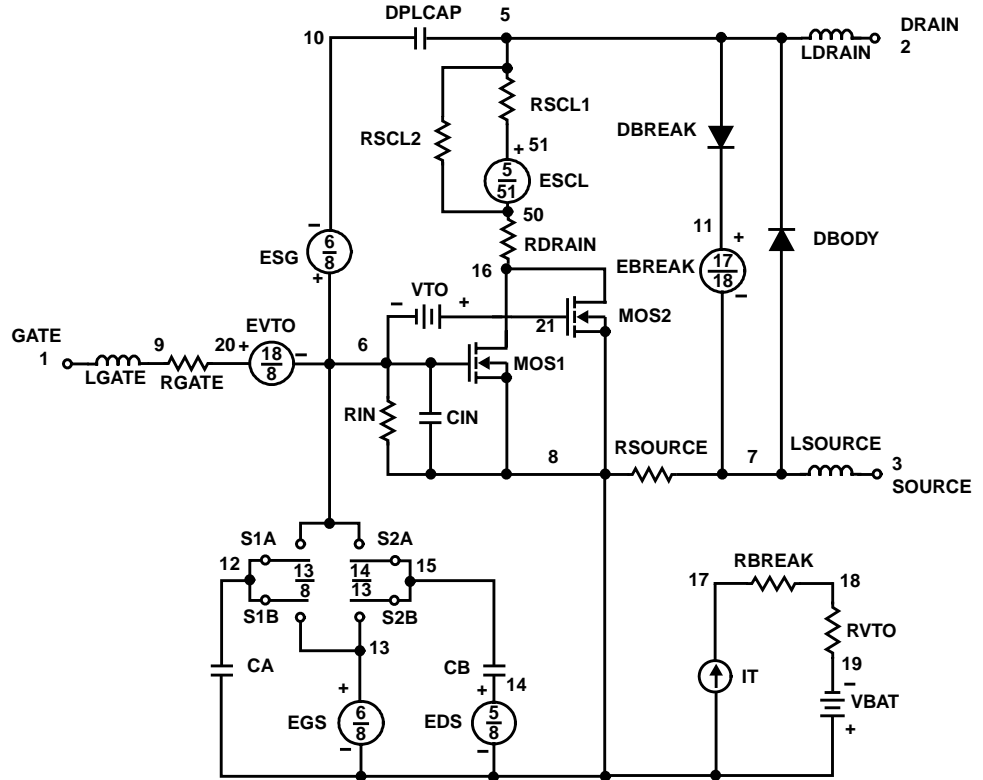 DPLCAP
5
DRAIN
2
10
LDRAIN
RSCL1
RSCL2
+ 51
5
51
ESCL
DBREAK
50
RDRAIN
11
+
DBODY
−
6
8
ESG
+
16
EBREAK
17
18
−
− VTO +
21
MOS2
GATE
1
9
20 +
EVTO
18
8
−
6
MOS1
LGATE
RGATE
RIN
CIN
8
RSOURCE
7
LSOURCE
3
SOURCE
S1A
S2A
12
13
8
14
13
15
S1B
S2B
13
RBREAK
17
18
RVTO
19
−
VBAT
+
IT
CA
CB
14
+
EGS
6
8
−
+
EDS
5
8
−